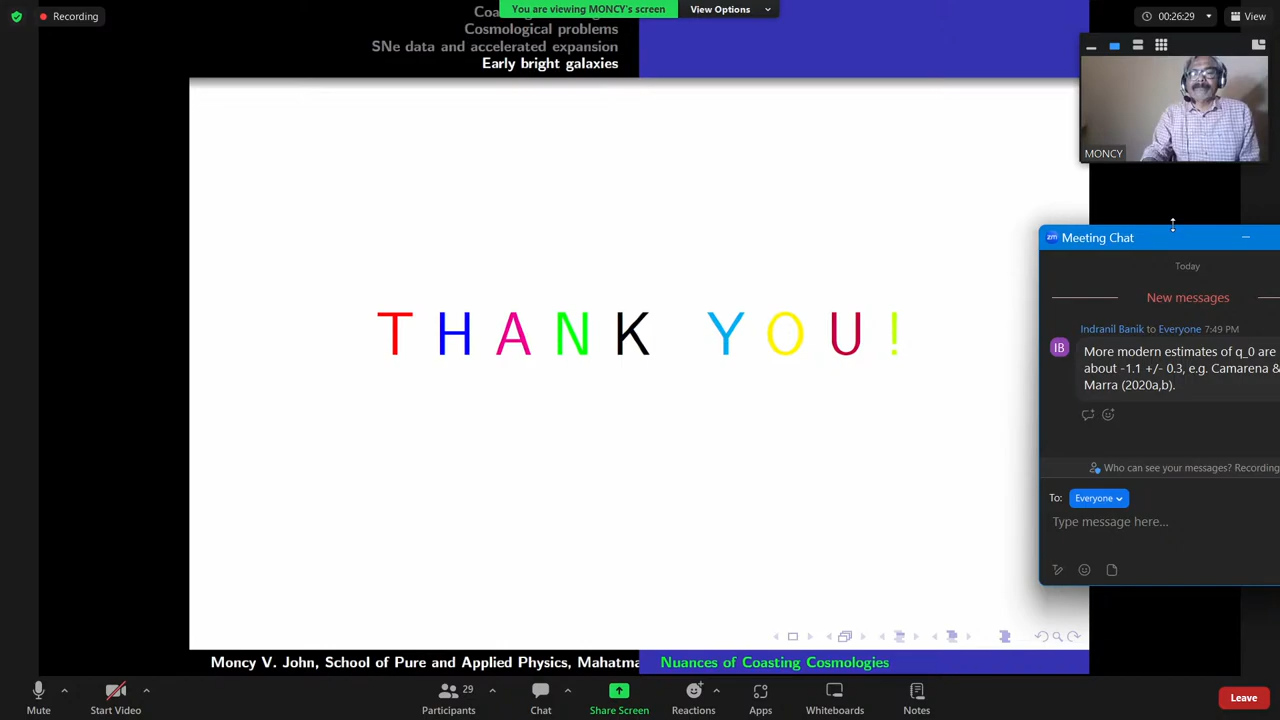 Coa
You are viewing MONCY's screen
View Options
Recording
00:26:29
View
Cosmological problems
SNe data and accelerated expansion
Early bright galaxies
MONCY
THANK YOU!
zm
Meeting Chat
Today
New messages
Indranil Banik to Everyone 7:49 PM
IB
More modern estimates of q_0 are
about -1.1 +/- 0.3, e.g. Camarena &
Marra (2020a,b).
Who can see your messages? Recording
To: Everyone
Type message here...
Moncy V. John, School of Pure and Applied Physics, Mahatma
Nuances of Coasting Cosmologies
Mute
Start Video
29
Participants
Chat
Share Screen
Reactions
Apps
Whiteboards
Notes
Leave